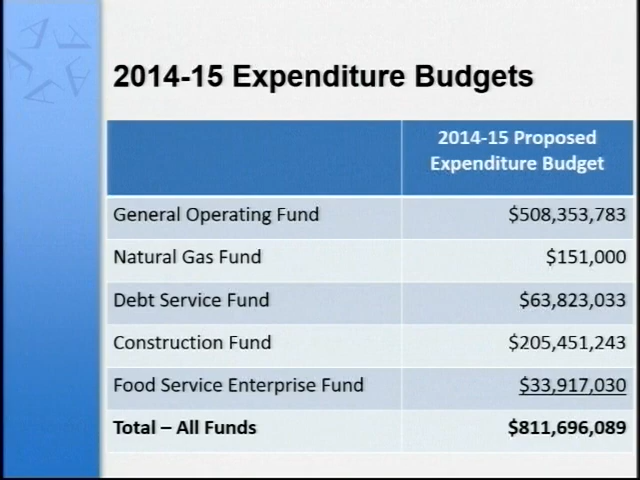 2014-15 Expenditure Budgets
2014-15 Proposed
Expenditure Budget
General Operating Fund $508,353,783
Natural Gas Fund $151,000
Debt Service Fund $63,823,033
Construction Fund $205,451,243
Food Service Enterprise Fund $33,917,030
Total – All Funds $811,696,089